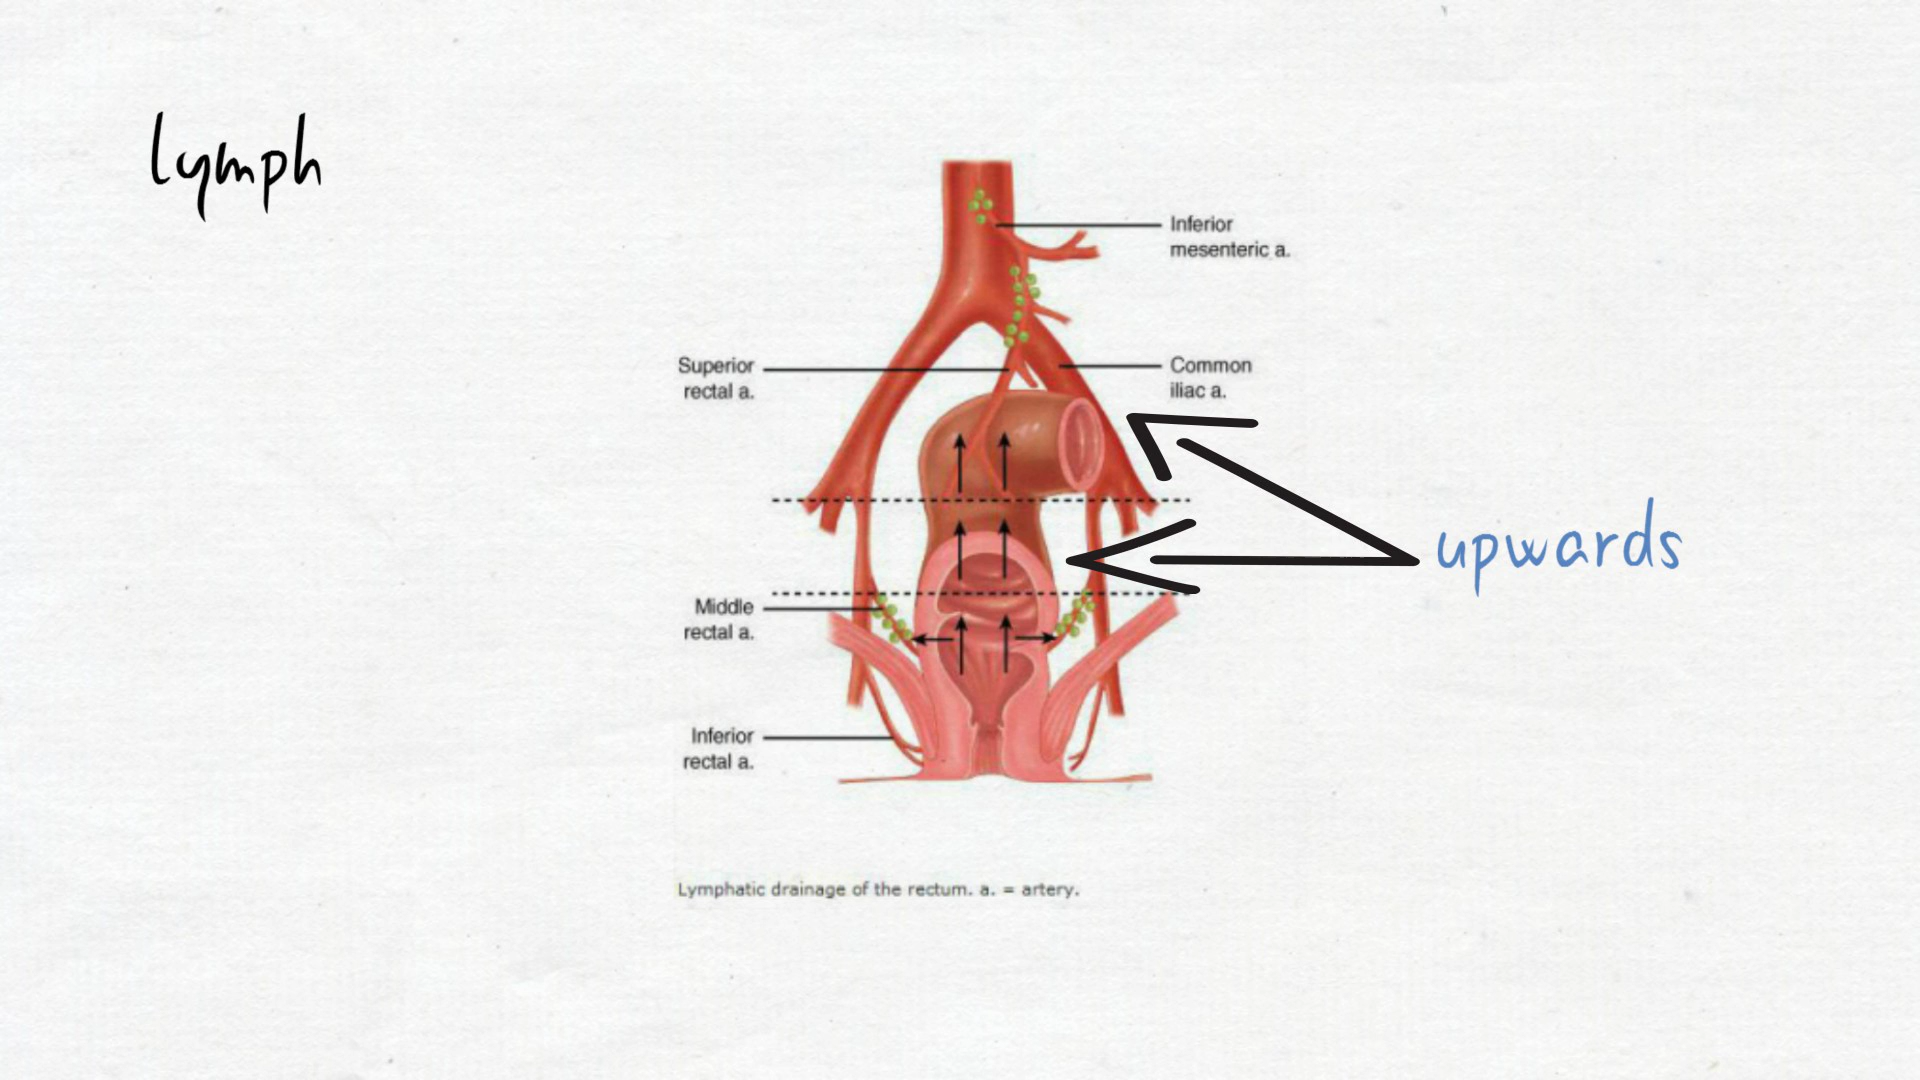 lymph
Inferior
mesenteric a.
Superior
rectal a.
Common
iliac a.
upwards
Middle
rectal a.
Inferior
rectal a.
Lymphatic drainage of the rectum. a. = artery.